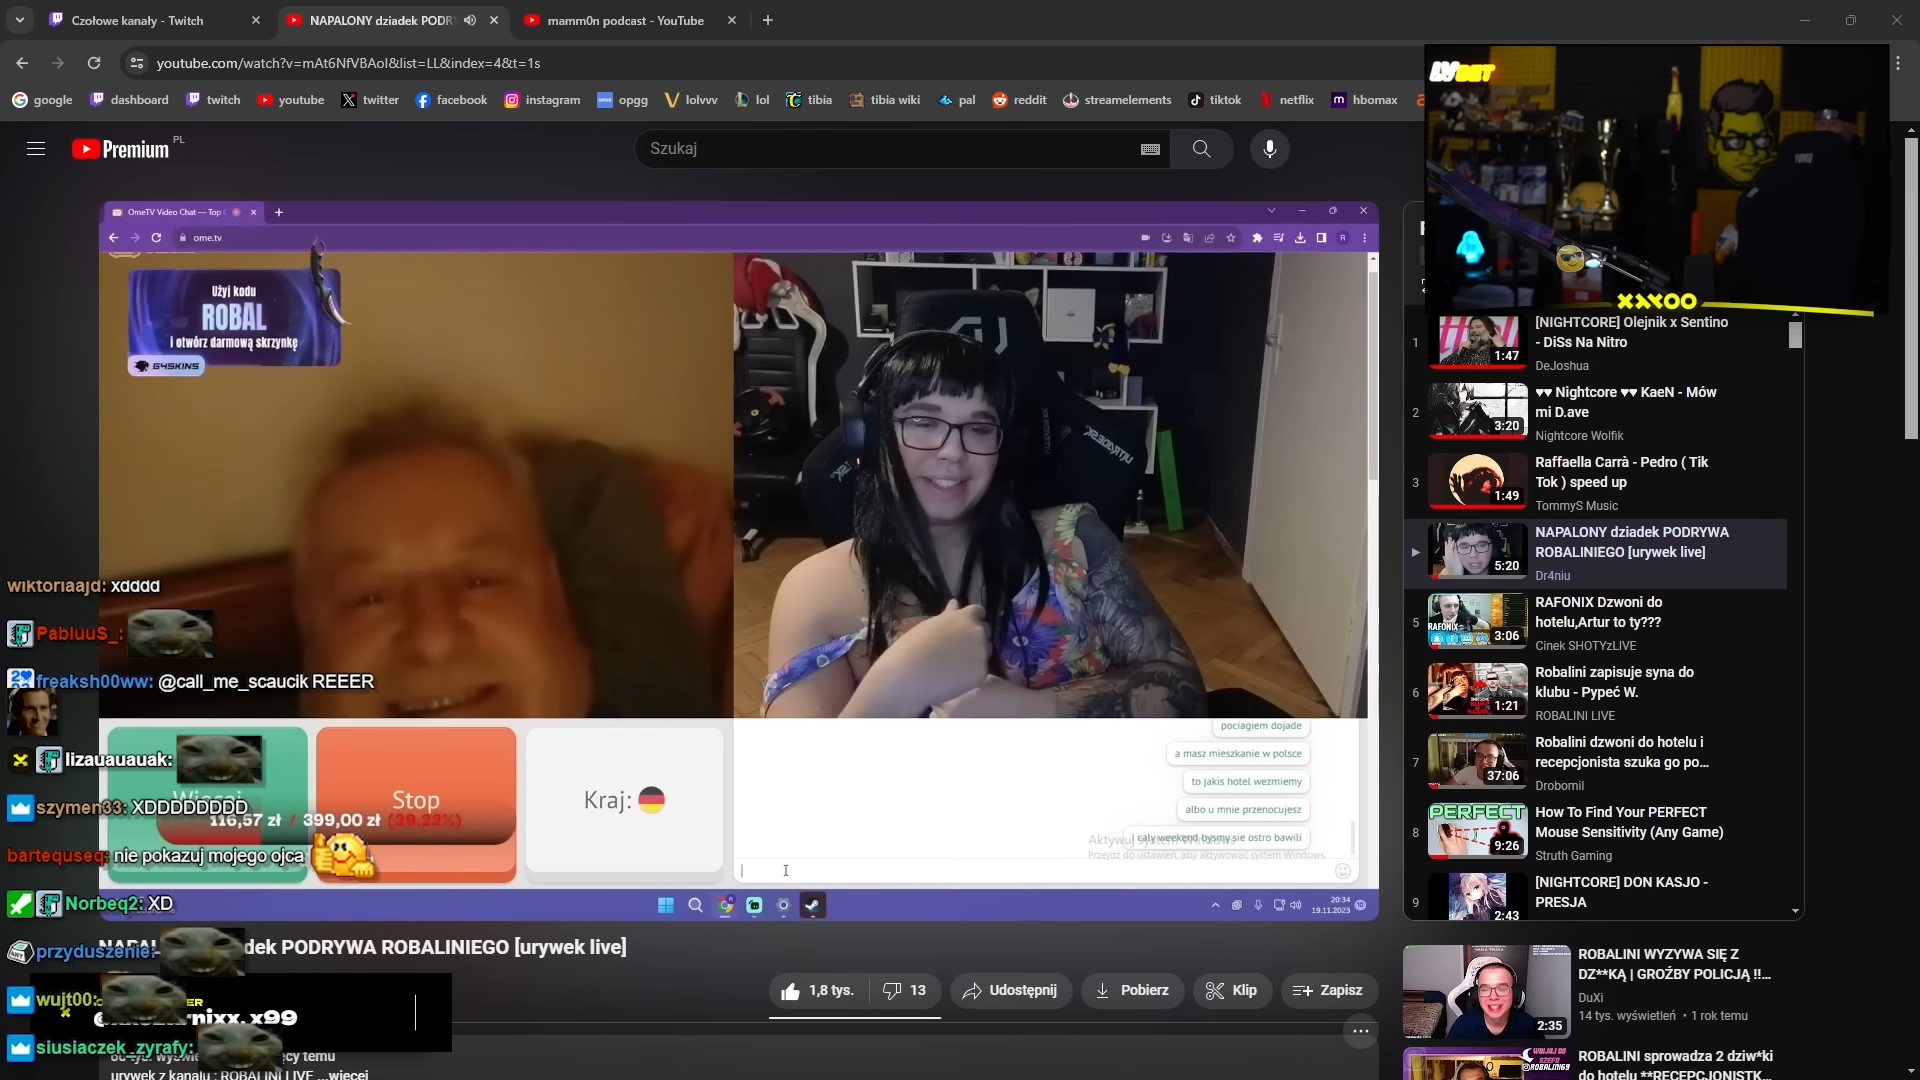 Czołowe kanały - Twitch
NAPALONY dziadek PODR
mamm0n podcast - YouTube
youtube.com/watch?v=mAt6NfVBAoI&list=LL&index=4&t=1s
google
dashboard
twitch
youtube
twitter
facebook
instagram
opgg
lolvvv
lol
tibia
tibia wiki
pal
reddit
streamelements
tiktok
netflix
hbomax
Premium
PL
Szukaj
LVBET
XAYOO
OmeTV Video Chat — Top
ome.tv
Użyj kodu
ROBAL
i otwórz darmową skrzynkę
G4SKINS
wiktoriaajd: xdddd
PabluuS_:
freaksh00ww: @call_me_scaucik REEER
lizauauauak:
szymen33: XDDDDDDDD
bartequseq: nie pokazuj mojego ojca
Norbeq2: XD
przyduszenie:
wujt00:
siusiaczek_zyrafy:
Stop
116,57 zł / 399,00 zł (29.22%)
Kraj:
pociagiem dojade
a masz mieszkanie w polsce
to jakis hotel wezmiemy
albo u mnie przenocujesz
caly weekend bysmy sie ostro bawili
Aktywuj system Windows
Przejdź do ustawień, aby aktywować system Windows.
20:34
19.11.2023
dek PODRYWA ROBALINIEGO [urywek live]
1,8 tys.
13
Udostępnij
Pobierz
Klip
Zapisz
urywek z kanału : ROBALINI LIVE ...więcej
1
[NIGHTCORE] Olejnik x Sentino
- DiSs Na Nitro
DeJoshua
1:47
2
♥♥ Nightcore ♥♥ KaeN - Mów
mi D.ave
Nightcore Wolfik
3:20
3
Raffaella Carrà - Pedro ( Tik
Tok ) speed up
TommyS Music
1:49
NAPALONY dziadek PODRYWA
ROBALINIEGO [urywek live]
Dr4niu
5:20
5
RAFONIX Dzwoni do
hotelu,Artur to ty???
Cinek SHOTYzLIVE
RAFONIX
3:06
6
Robalini zapisuje syna do
klubu - Pypeć W.
ROBALINI LIVE
1:21
7
Robalini dzwoni do hotelu i
recepcjonista szuka go po...
Drobomil
37:06
8
How To Find Your PERFECT
Mouse Sensitivity (Any Game)
Struth Gaming
PERFECT
9:26
9
[NIGHTCORE] DON KASJO -
PRESJA
2:43
ROBALINI WYZYWA SIĘ Z
DZ**KĄ | GROŹBY POLICJĄ !!...
DuXi
14 tys. wyświetleń • 1 rok temu
2:35
ROBALINI sprowadza 2 dziw*ki
do hotelu **RECEPCJONISTK...